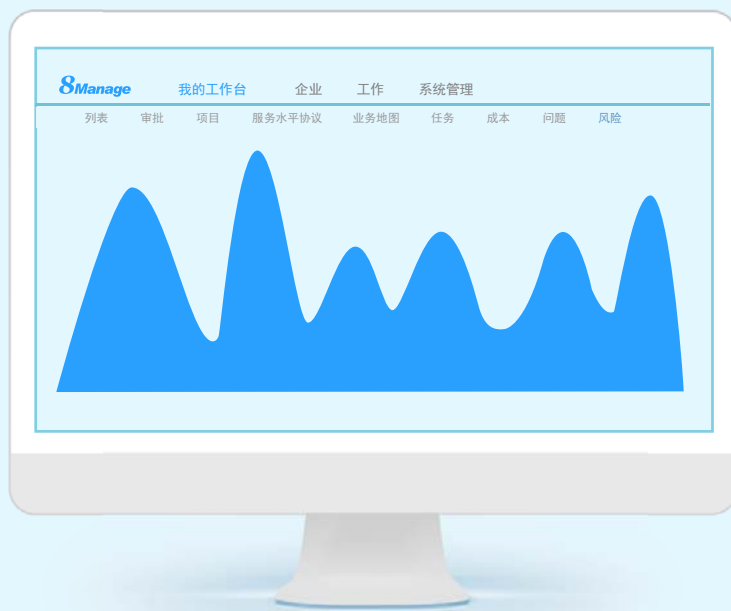 8Manage 我的工作台 企业 工作 系统管理
列表 审批 项目 服务水平协议 业务地图 任务 成本 问题 风险